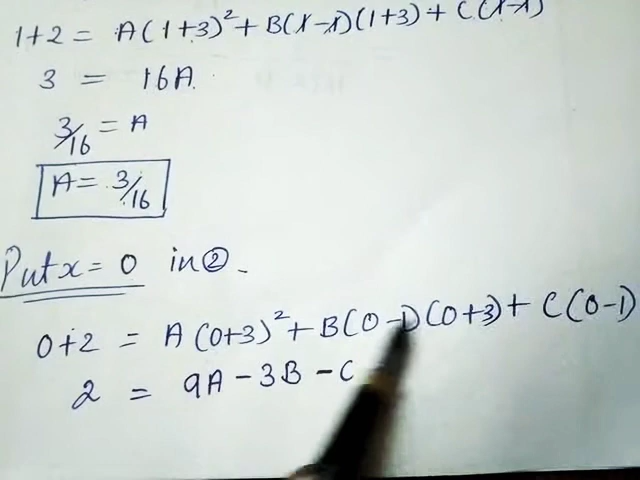 1+2 = A(1+3)² + B(1-1)(1+3) + C(1-1)
3 = 16A
3/16 = A
A = 3/16
Put x = 0 in ② -
0+2 = A(0+3)² + B(0-1)(0+3) + C(0-1)
2 = 9A - 3B - C